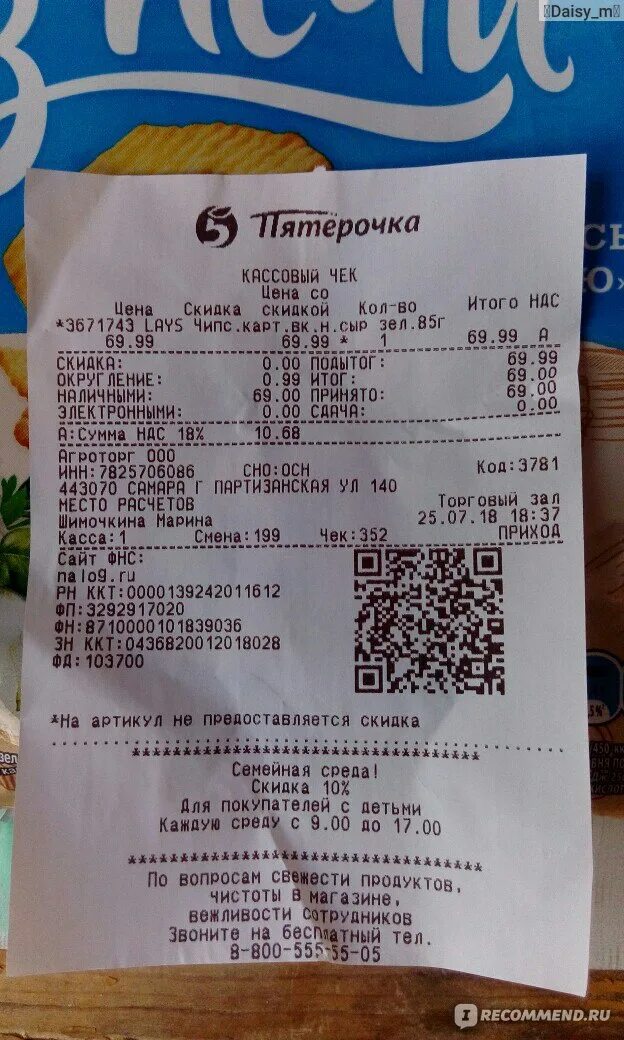 Daisy_m
з печи
Пятёрочка
КАССОВЫЙ ЧЕК
Цена со
Цена Скидка скидкой Кол-во Итого НДС
*3671743 LAYS Чипс.карт.вк.н.сыр зел.85г
69.99 69.99 * 1 69.99 А
СКИДКА: 0.00 ПОДЫТОГ: 69.99
ОКРУГЛЕНИЕ: 0.99 ИТОГ: 69.00
НАЛИЧНЫМИ: 69.00 ПРИНЯТО: 69.00
ЭЛЕКТРОННЫМИ: 0.00 СДАЧА: 0.00
А:Сумма НДС 18% 10.68
Агроторг ООО
ИНН:7825706086 СНО:ОСН Код:3781
443070 САМАРА Г ПАРТИЗАНСКАЯ УЛ 140
МЕСТО РАСЧЕТОВ Торговый зал
Шимочкина Марина 25.07.18 18:37
Касса:1 Смена:199 Чек:352 ПРИХОД
Сайт ФНС:
nalog.ru
РН ККТ:0000139242011612
ФП:3292917020
ФН:8710000101839036
ЗН ККТ:0436820012018028
ФД:103700
*На артикул не предоставляется скидка
**********************************
Семейная среда!
Скидка 10%
Для покупателей с детьми
Каждую среду с 9.00 до 17.00
**********************************
По вопросам свежести продуктов,
чистоты в магазине,
вежливости сотрудников
Звоните на бесплатный тел.
8-800-555-55-05
IRECOMMEND.RU